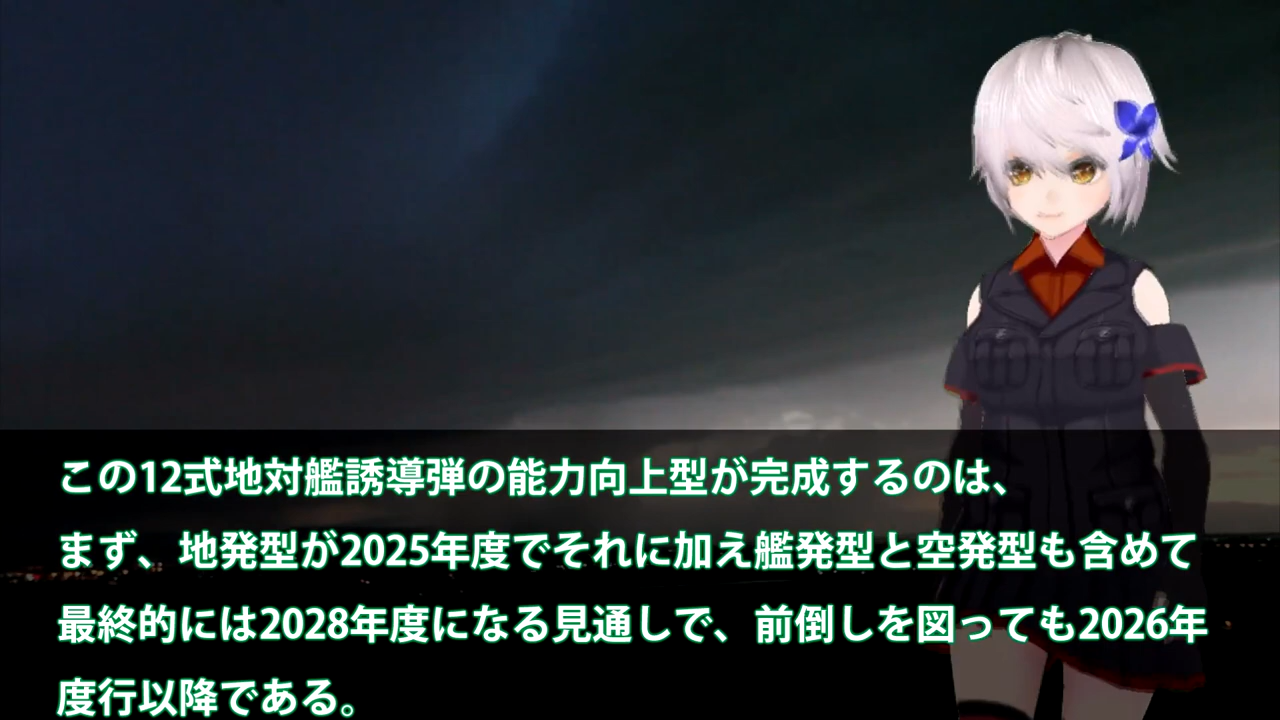 この12式地対艦誘導弾の能力向上型が完成するのは、
まず、地発型が2025年度でそれに加え艦発型と空発型も含めて
最終的には2028年度になる見通しで、前倒しを図っても2026年
度行以降である。